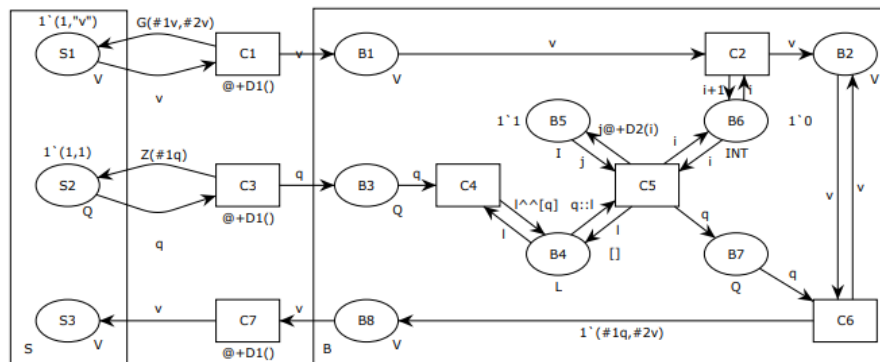 1`(1,"v") G(#1v,#2v)
S1 C1 v B1 v C2 v B2
V v @+D1() V i+1 i V
1`1 B5 j@+D2(i) i B6 1`0
I j i INT
1`(1,1) Z(#1q)
S2 C3 q B3 q C4 C5
Q q @+D1() Q l^^[q] q::l q v v
l B4 l [] B7
L Q q
S3 v C7 v B8 C6
V @+D1() V 1`(#1q,#2v)
S B